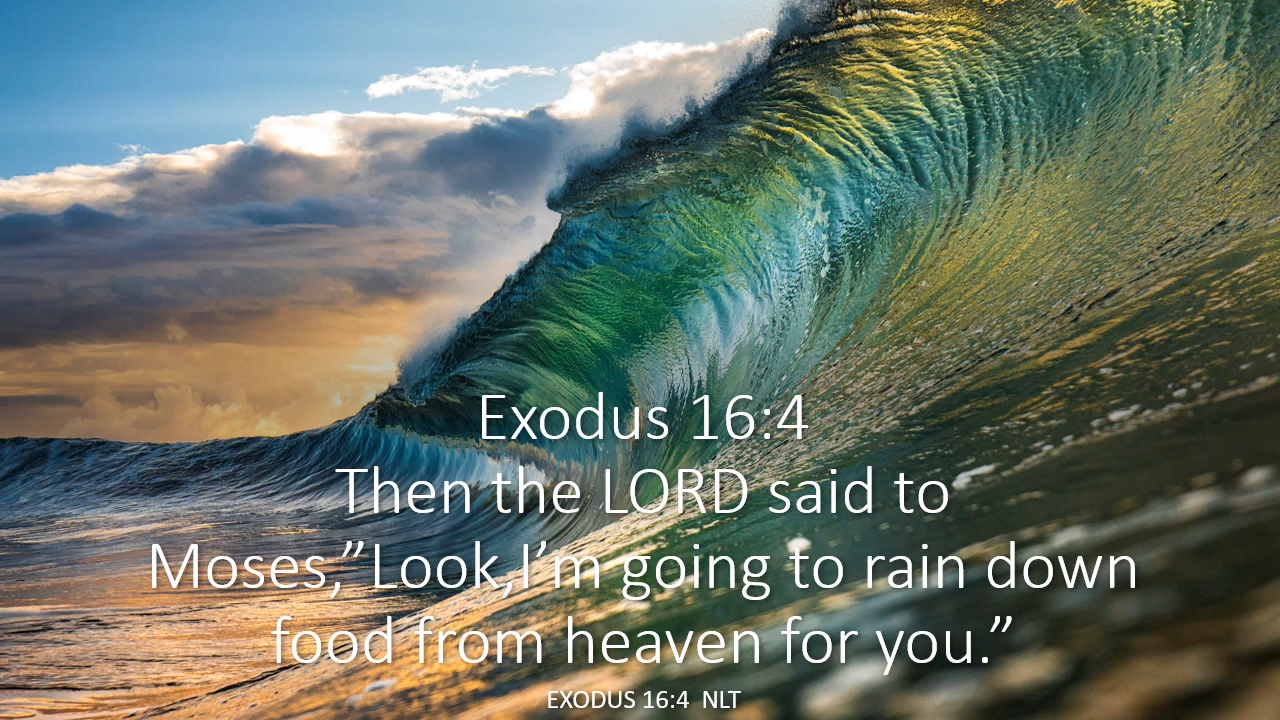 Exodus 16:4
Then the LORD said to
Moses,”Look,I’m going to rain down
food from heaven for you.”
EXODUS 16:4  NLT